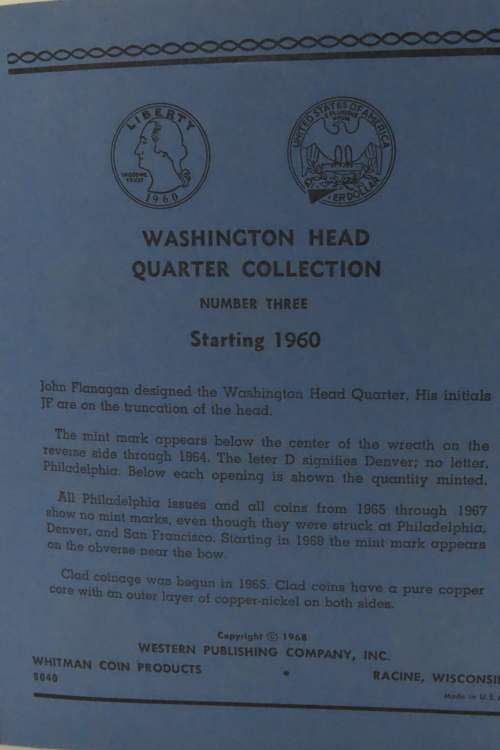 LIBERTY
INGODWE
TRUST
1960
UNITED STATES OF AMERICA
E PLURIBUS
UNUM
TER DOLLAR
WASHINGTON HEAD
QUARTER COLLECTION
NUMBER THREE
Starting 1960
John Flanagan designed the Washington Head Quarter. His initials
JF are on the truncation of the head.
The mint mark appears below the center of the wreath on the
reverse side through 1964. The leter D signifies Denver; no letter,
Philadelphia. Below each opening is shown the quantity minted.
All Philadelphia issues and all coins from 1965 through 1967
show no mint marks, even though they were struck at Philadelphia,
Denver, and San Francisco. Starting in 1968 the mint mark appears
on the obverse near the bow.
Clad coinage was begun in 1965. Clad coins have a pure copper
core with an outer layer of copper-nickel on both sides.
Copyright © 1968
WESTERN PUBLISHING COMPANY, INC.
WHITMAN COIN PRODUCTS • RACINE, WISCONSIN
9040
Made in U.S.A